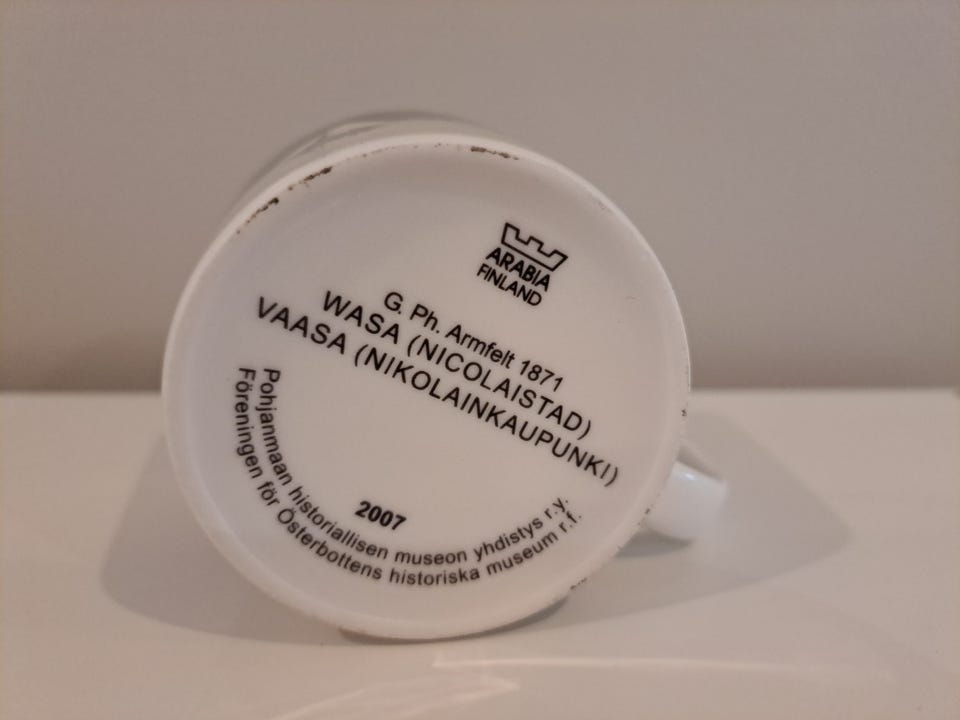 ARABIA
FINLAND
G. Ph. Armfelt 1871
WASA (NICOLAISTAD)
VAASA (NIKOLAINKAUPUNKI)
2007
Pohjanmaan historiallisen museon yhdistys r.y.
Föreningen för Österbottens historiska museum r.f.